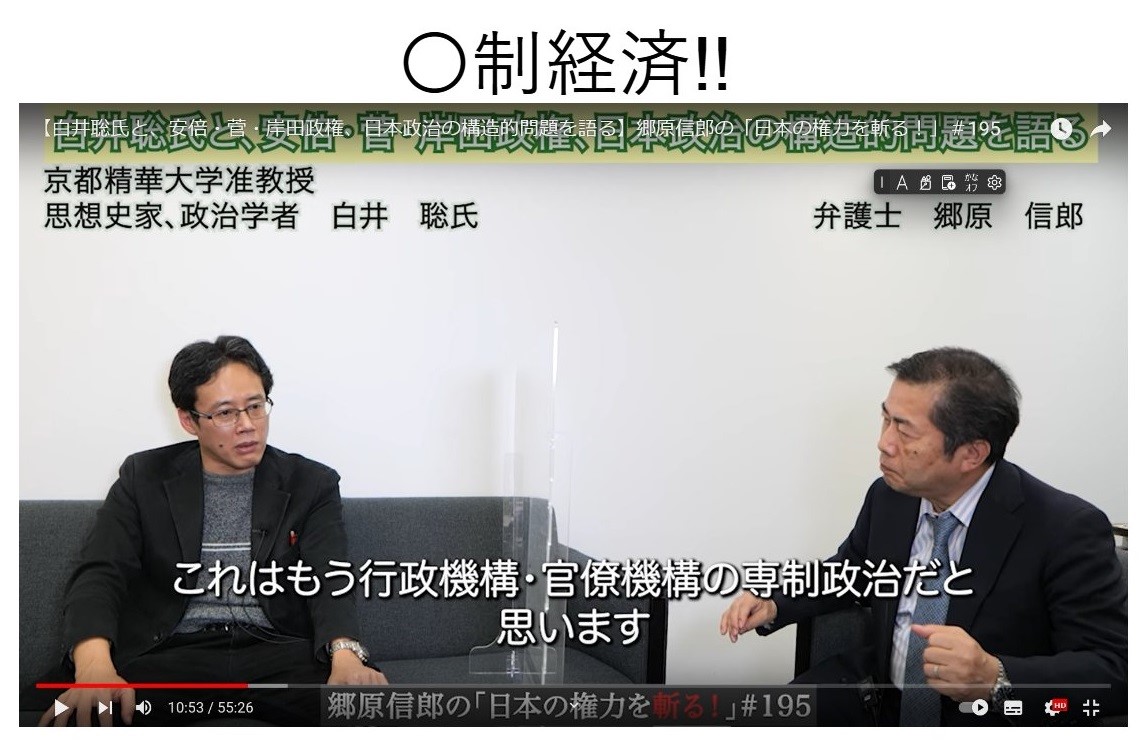 〇制経済!!
【白井聡氏と、安倍・菅・岸田政権、日本政治の構造的問題を語る】郷原信郎の「日本の権力を斬る!」#195
白井聡氏と、安倍・菅・岸田政権、日本政治の構造的問題を語る
京都精華大学准教授
思想史家、政治学者 白井 聡氏
弁護士 郷原 信郎
A
かな
オフ
これはもう行政機構・官僚機構の専制政治だと
思います
郷原信郎の「日本の権力を斬る!」#195
10:53 / 55:26
HD